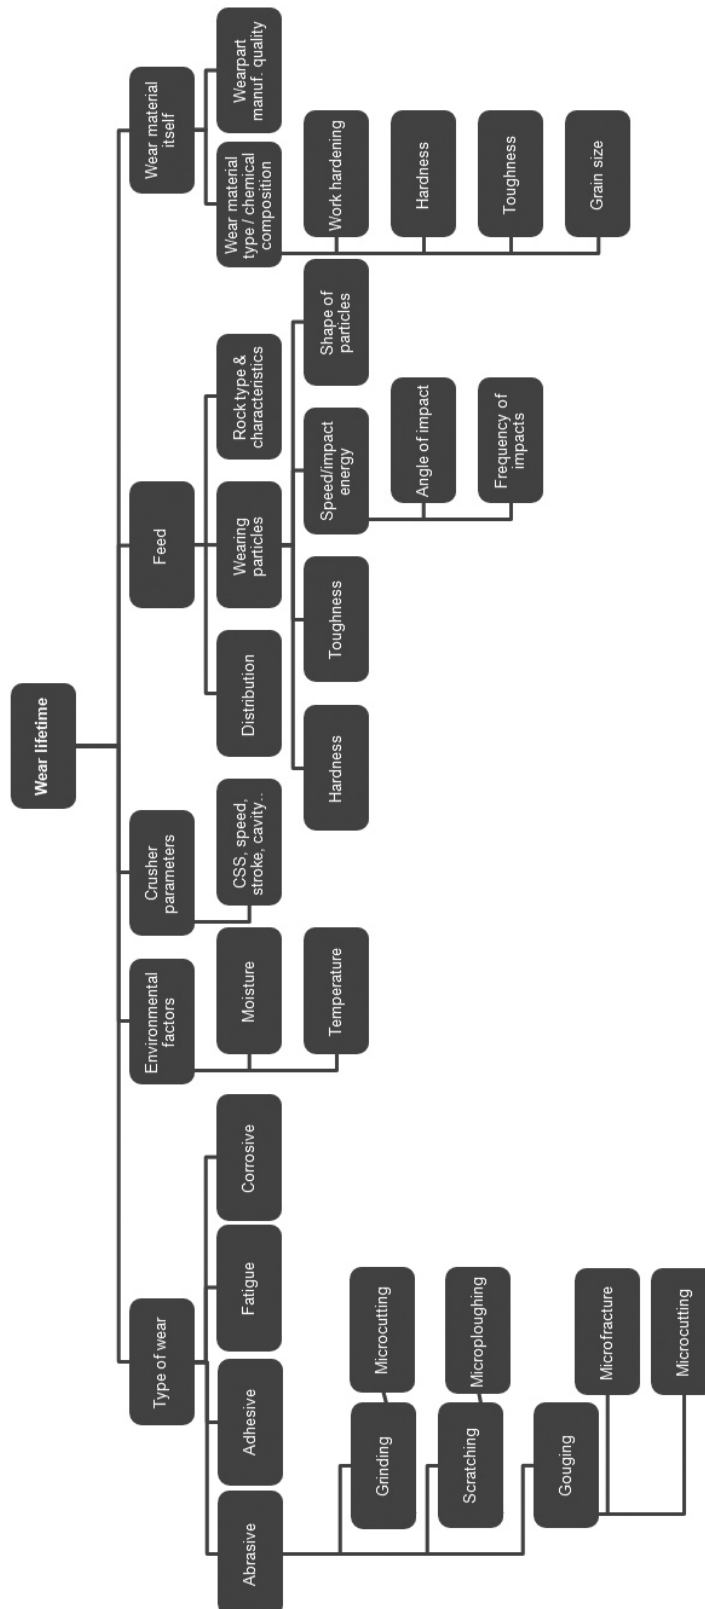 Wear lifetime
Type of wear
Environmental
factors
Crusher
parameters
Feed
Wear material
itself
Abrasive
Adhesive
Fatigue
Corrosive
Moisture
CSS, speed,
stroke, cavity..
Distribution
Wearing
particles
Rock type &
characteristics
Wear material
type / chemical
composition
Wearpart
manuf. quality
Temperature
Hardness
Toughness
Speed/impact
energy
Shape of
particles
Work hardening
Grinding
Microcutting
Angle of impact
Hardness
Scratching
Microploughing
Frequency of
impacts
Toughness
Gouging
Microfracture
Grain size
Microcutting